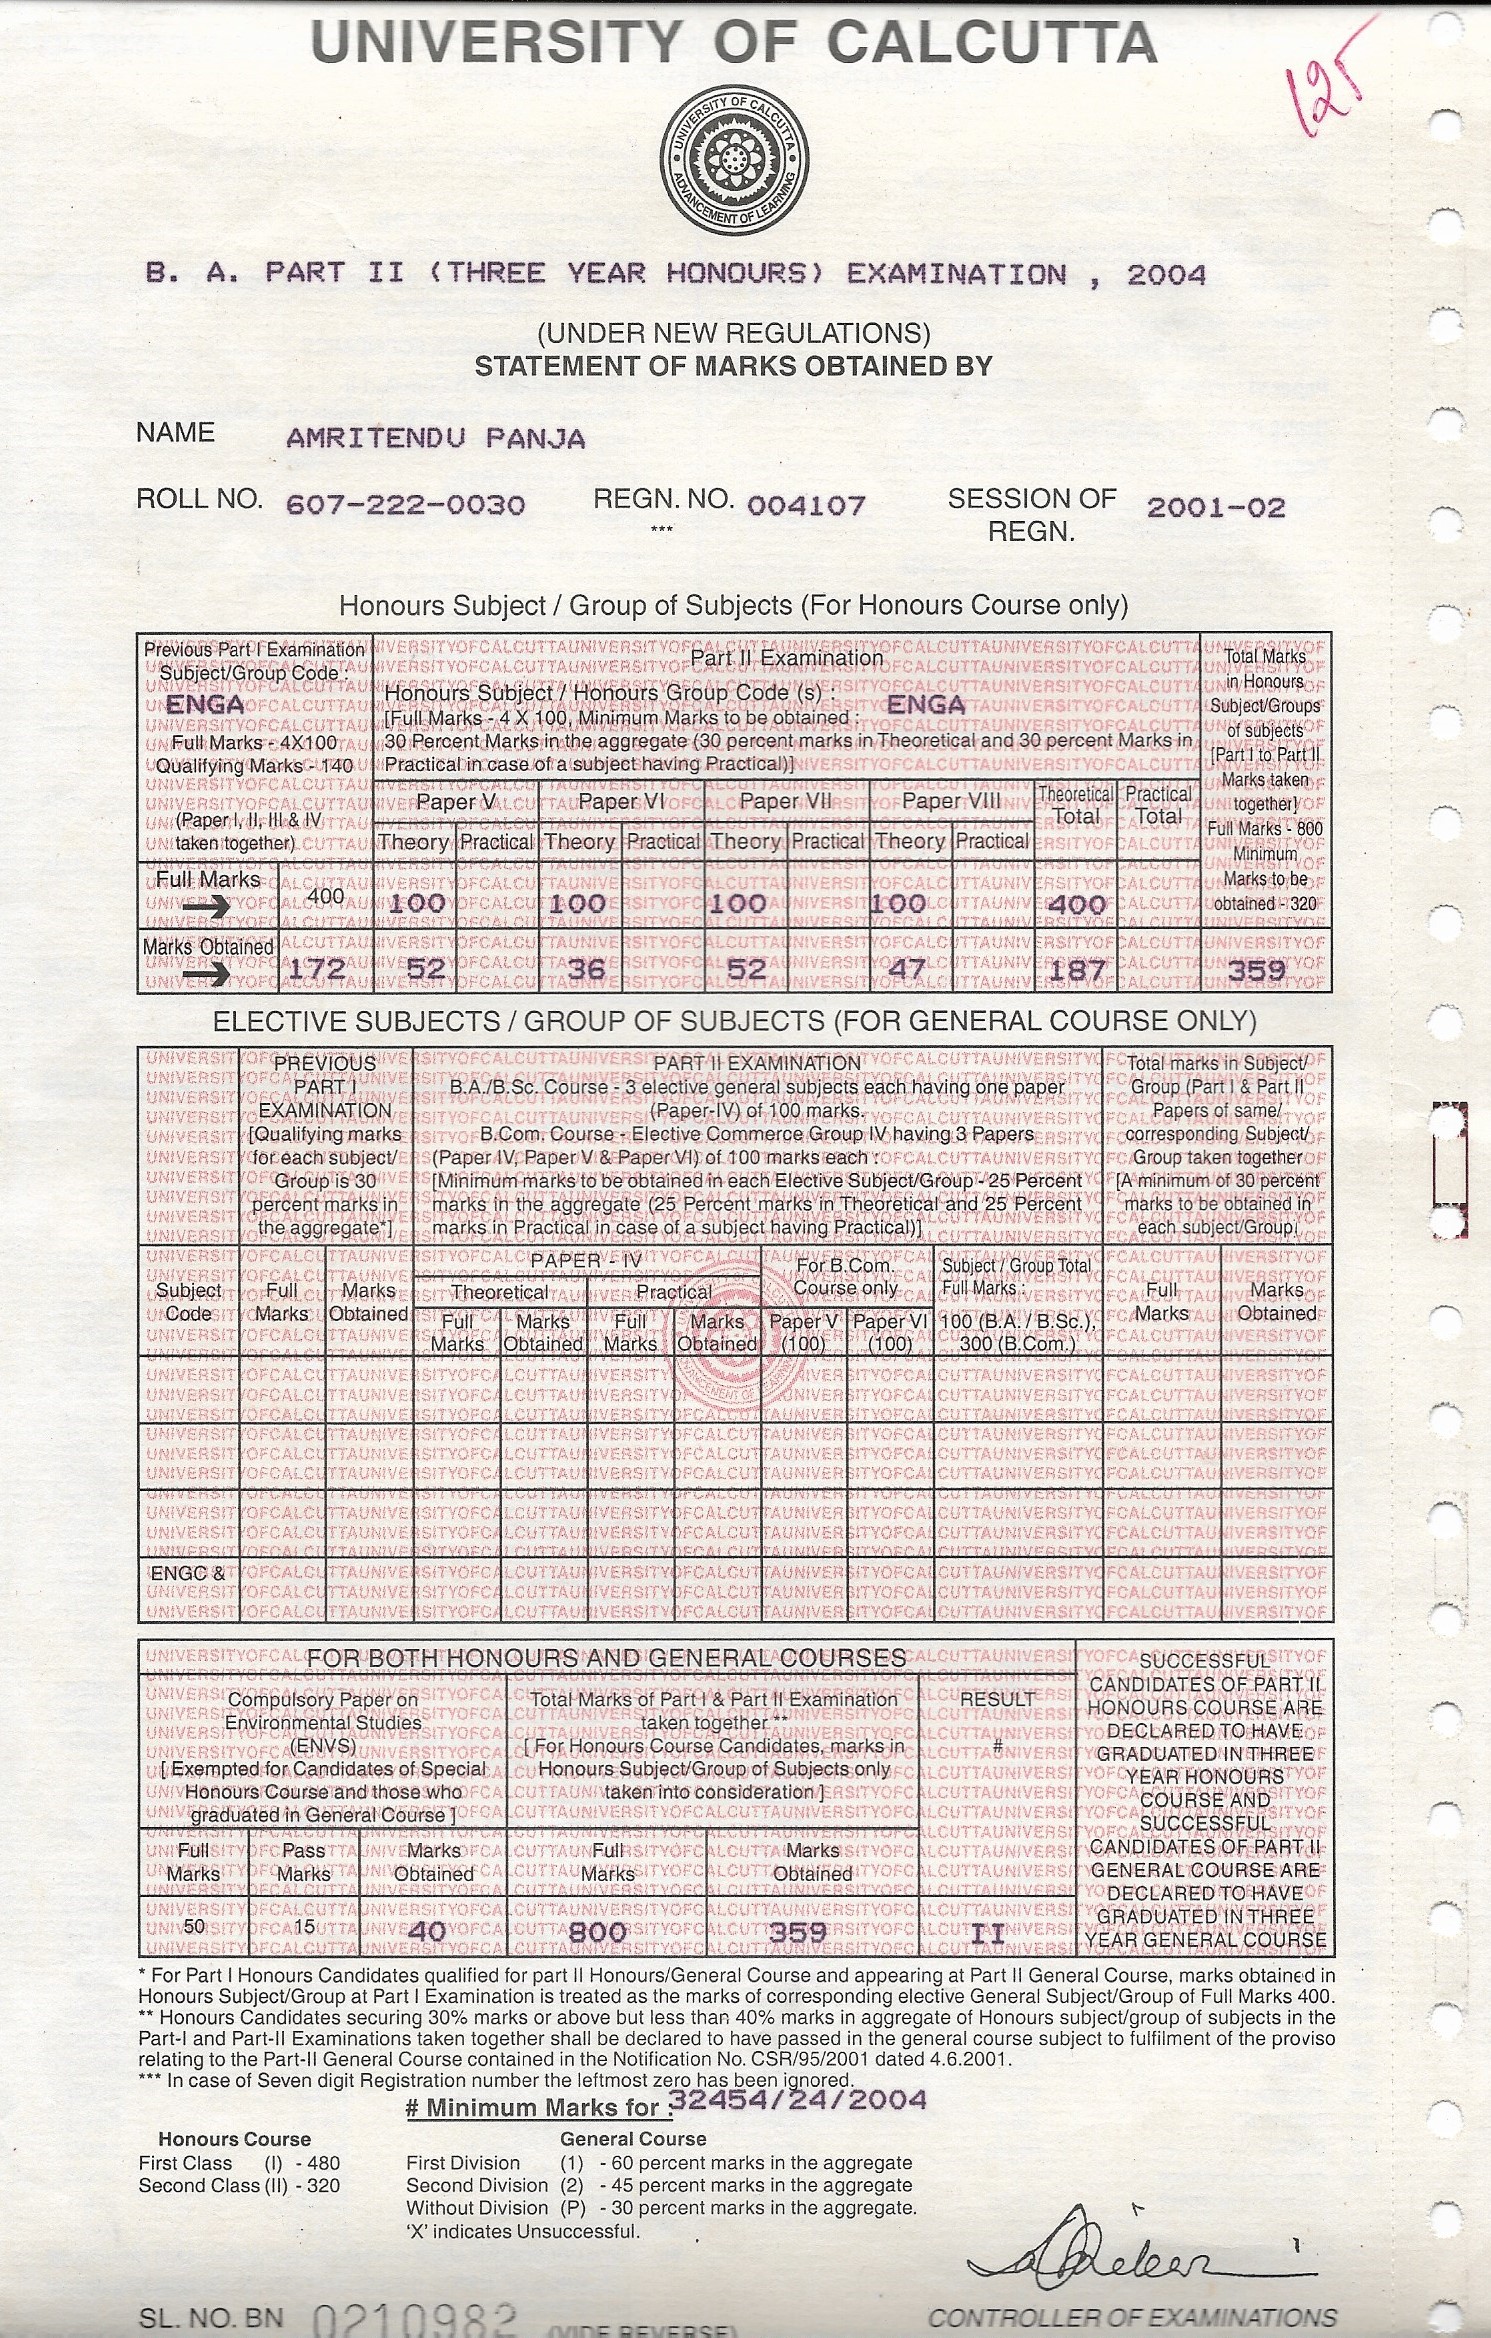 UNIVERSITY OF CALCUTTA
125
UNIVERSITY OF CALCUTTA
ADVANCEMENT OF LEARNING
B. A. PART II (THREE YEAR HONOURS) EXAMINATION , 2004
(UNDER NEW REGULATIONS)
STATEMENT OF MARKS OBTAINED BY
NAME AMRITENDU PANJA
ROLL NO. 607-222-0030 REGN. NO. 004107 SESSION OF 2001-02
*** REGN.
Honours Subject / Group of Subjects (For Honours Course only)
Previous Part I Examination
Subject/Group Code :
ENGA
Full Marks - 4X100
Qualifying Marks - 140
(Paper I, II, III & IV
taken together)
Part II Examination
Honours Subject / Honours Group Code (s) : ENGA
[Full Marks - 4 X 100, Minimum Marks to be obtained :
30 Percent Marks in the aggregate (30 percent marks in Theoretical and 30 percent Marks in
Practical in case of a subject having Practical)]
Paper V Paper VI Paper VII Paper VIII Theoretical Total Practical Total
Theory Practical Theory Practical Theory Practical Theory Practical
Total Marks
in Honours
Subject/Groups
of subjects
[Part I to Part II
Marks taken
together]
Full Marks - 800
Minimum
Marks to be
obtained - 320
Full Marks → 400 100 100 100 100 400
Marks Obtained → 172 52 36 52 47 187 359
ELECTIVE SUBJECTS / GROUP OF SUBJECTS (FOR GENERAL COURSE ONLY)
PREVIOUS
PART I
EXAMINATION
[Qualifying marks
for each subject/
Group is 30
percent marks in
the aggregate*]
PART II EXAMINATION
B.A./B.Sc. Course - 3 elective general subjects each having one paper
(Paper-IV) of 100 marks.
B.Com. Course - Elective Commerce Group IV having 3 Papers
(Paper IV, Paper V & Paper VI) of 100 marks each :
[Minimum marks to be obtained in each Elective Subject/Group - 25 Percent
marks in the aggregate (25 Percent marks in Theoretical and 25 Percent
marks in Practical in case of a subject having Practical)]
Total marks in Subject/
Group (Part I & Part II
Papers of same/
corresponding Subject/
Group taken together
[A minimum of 30 percent
marks to be obtained in
each subject/Group]
Subject Code Full Marks Marks Obtained
PAPER - IV
Theoretical Practical
Full Marks Marks Obtained Full Marks Marks Obtained
For B.Com.
Course only
Paper V (100) Paper VI (100)
Subject / Group Total
Full Marks :
100 (B.A. / B.Sc.),
300 (B.Com.)
Full Marks Marks Obtained
ENGC &
FOR BOTH HONOURS AND GENERAL COURSES
Compulsory Paper on
Environmental Studies
(ENVS)
[ Exempted for Candidates of Special
Honours Course and those who
graduated in General Course ]
Total Marks of Part I & Part II Examination
taken together **
[ For Honours Course Candidates, marks in
Honours Subject/Group of Subjects only
taken into consideration ]
RESULT
#
SUCCESSFUL
CANDIDATES OF PART II
HONOURS COURSE ARE
DECLARED TO HAVE
GRADUATED IN THREE
YEAR HONOURS
COURSE AND
SUCCESSFUL
CANDIDATES OF PART II
GENERAL COURSE ARE
DECLARED TO HAVE
GRADUATED IN THREE
YEAR GENERAL COURSE
Full Marks Pass Marks Marks Obtained Full Marks Marks Obtained
50 15 40 800 359 II
* For Part I Honours Candidates qualified for part II Honours/General Course and appearing at Part II General Course, marks obtained in
Honours Subject/Group at Part I Examination is treated as the marks of corresponding elective General Subject/Group of Full Marks 400.
** Honours Candidates securing 30% marks or above but less than 40% marks in aggregate of Honours subject/group of subjects in the
Part-I and Part-II Examinations taken together shall be declared to have passed in the general course subject to fulfilment of the proviso
relating to the Part-II General Course contained in the Notification No. CSR/95/2001 dated 4.6.2001.
*** In case of Seven digit Registration number the leftmost zero has been ignored.
# Minimum Marks for : 32454/24/2004
Honours Course General Course
First Class (I) - 480 First Division (1) - 60 percent marks in the aggregate
Second Class (II) - 320 Second Division (2) - 45 percent marks in the aggregate
Without Division (P) - 30 percent marks in the aggregate.
'X' indicates Unsuccessful.
SL. NO. BN 0210982 (VIDE REVERSE) CONTROLLER OF EXAMINATIONS